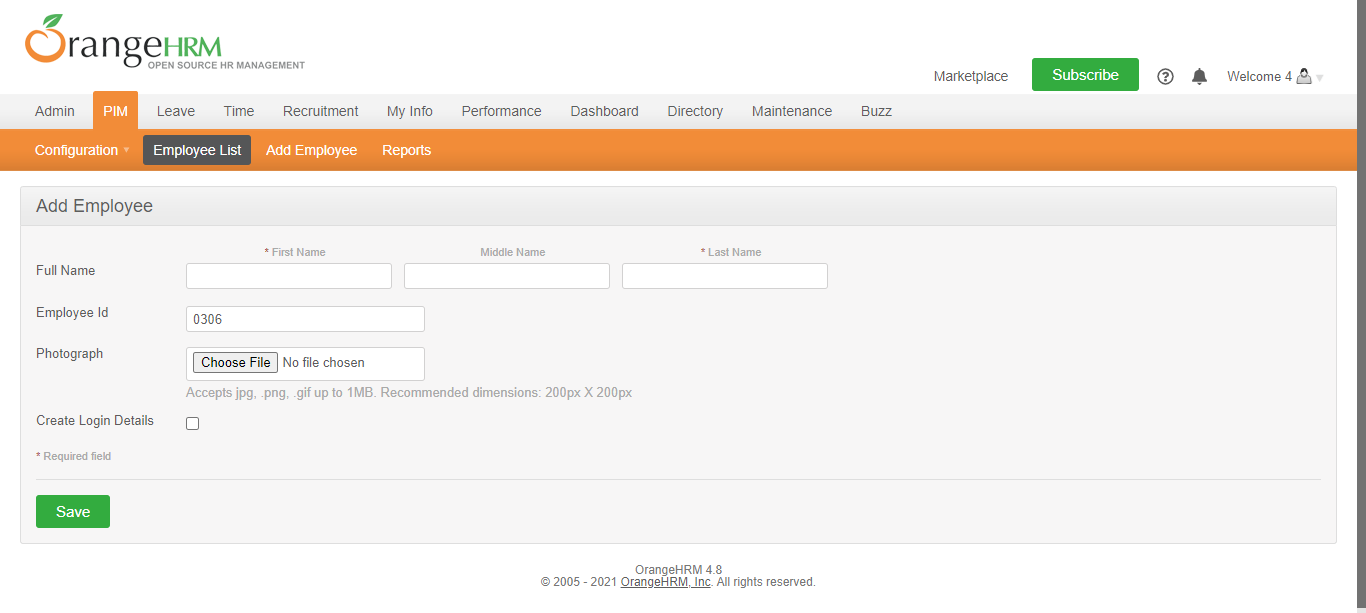 OrangeHRM
OPEN SOURCE HR MANAGEMENT
Marketplace Subscribe Welcome 4
Admin PIM Leave Time Recruitment My Info Performance Dashboard Directory Maintenance Buzz
Configuration Employee List Add Employee Reports
Add Employee
* First Name Middle Name * Last Name
Full Name
Employee Id 0306
Photograph Choose File No file chosen
Accepts jpg, .png, .gif up to 1MB. Recommended dimensions: 200px X 200px
Create Login Details
* Required field
Save
OrangeHRM 4.8
© 2005 - 2021 OrangeHRM, Inc. All rights reserved.